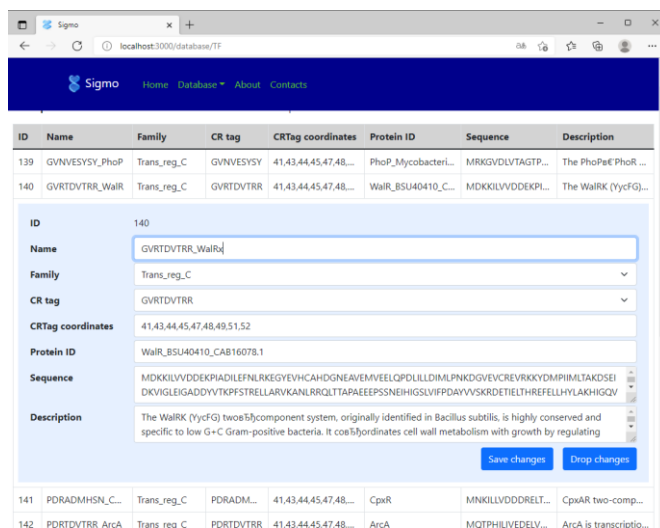 Sigmo
localhost:3000/database/TF
Sigmo Home Database About Contacts
ID Name Family CR tag CRTag coordinates Protein ID Sequence Description
139 GVNVESYSY_PhoP Trans_reg_C GVNVESYSY 41,43,44,45,47,48,... PhoP_Mycobacteri... MRKGVDLVTAGTP... The PhoPвЂ'PhoR ...
140 GVRTDVTRR_WalR Trans_reg_C GVRTDVTRR 41,43,44,45,47,48,... WalR_BSU40410_C... MDKKILVVDDEKPI... The WalRK (YycFG)...
ID 140
Name GVRTDVTRR_WalRx
Family Trans_reg_C
CR tag GVRTDVTRR
CRTag coordinates 41,43,44,45,47,48,49,51,52
Protein ID WalR_BSU40410_CAB16078.1
Sequence MDKKILVVDDEKPIADILEFNLRKEGYEVHCAHDGNEAVEMVEELQPDLILLDIMLPNKDGVEVCREVRKKYDMPIIMLTAKDSEI
DKVIGLEIGADDYVTKPFSTRELLARVKANLRRQLTTAPAEEEPSSNEIHIGSLVIFPDAYVVSKRDETIELTHREFELLHYLAKHIGQV
Description The WalRK (YycFG) twoвЂђcomponent system, originally identified in Bacillus subtilis, is highly conserved and
specific to low G+C Gram-positive bacteria. It coвЂђordinates cell wall metabolism with growth by regulating
Save changes Drop changes
141 PDRADMHSN_C... Trans_reg_C PDRADM... 41,43,44,45,47,48,... CpxR MNKILLVDDDRELT... CpxAR two-comp...
142 PDRTDVTRR_ArcA Trans_reg_C PDRTDVTRR 41,43,44,45,47,48,... ArcA MQTPHILIVEDELV... ArcA is transcriptio...